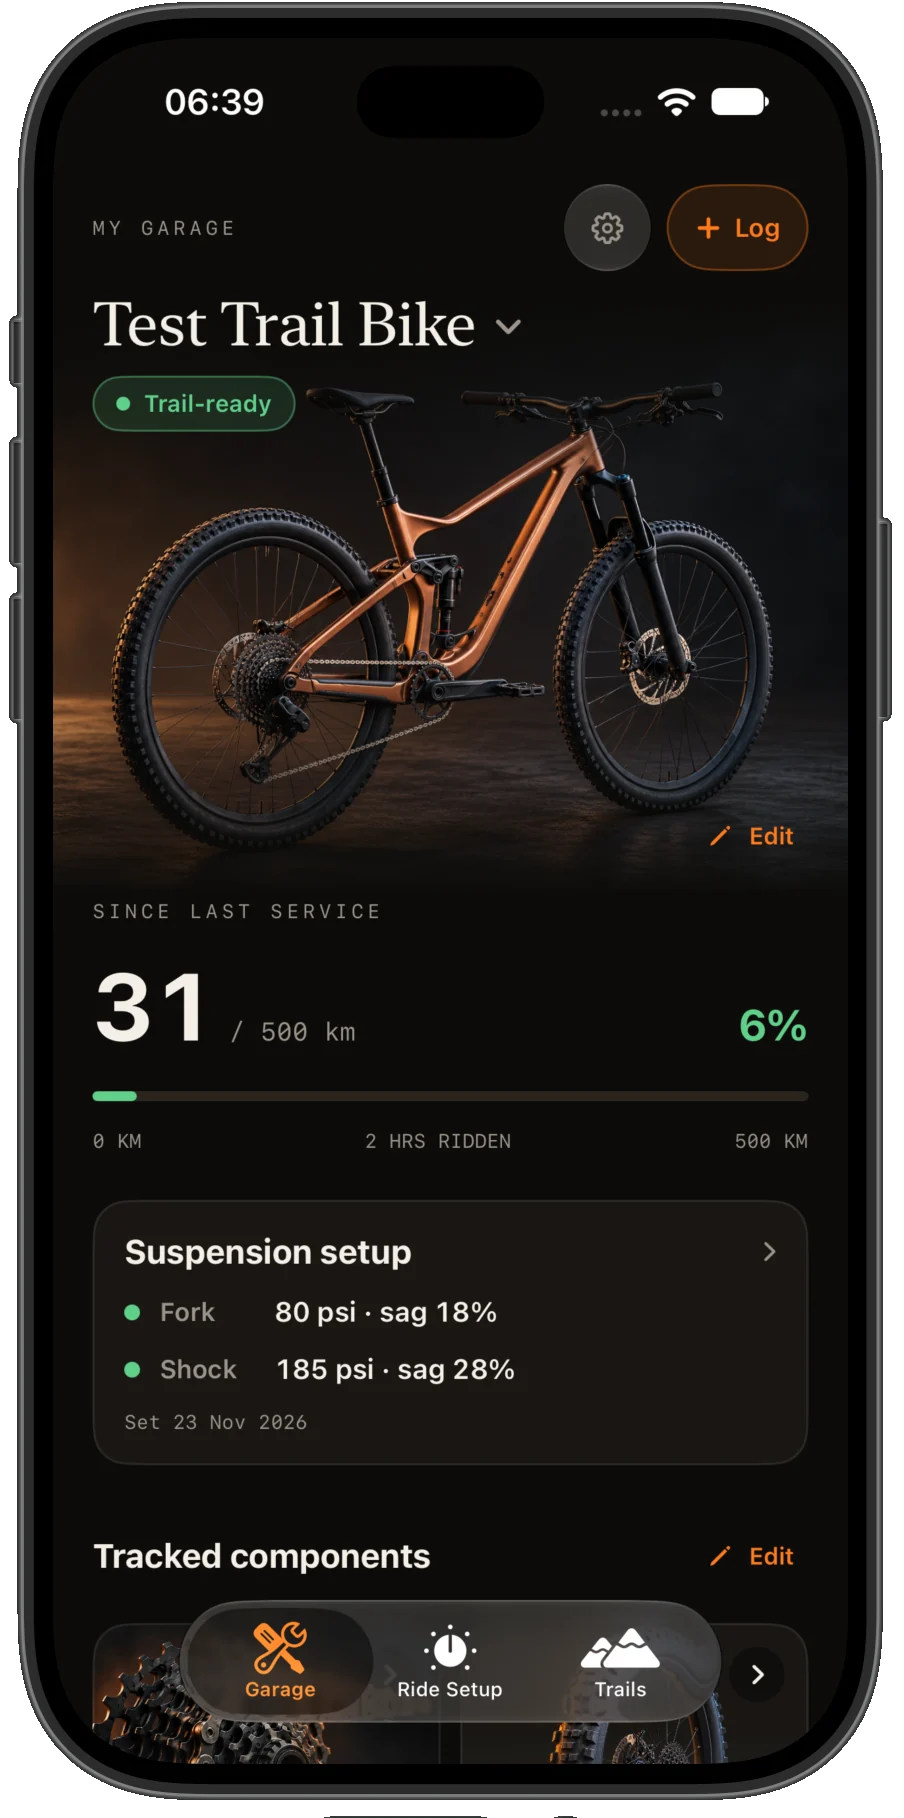 06:39
MY GARAGE
+ Log
Test Trail Bike
Trail-ready
Edit
SINCE LAST SERVICE
31 / 500 km
6%
0 KM
2 HRS RIDDEN
500 KM
Suspension setup
Fork 80 psi · sag 18%
Shock 185 psi · sag 28%
Set 23 Nov 2026
Tracked components
Edit
Garage
Ride Setup
Trails